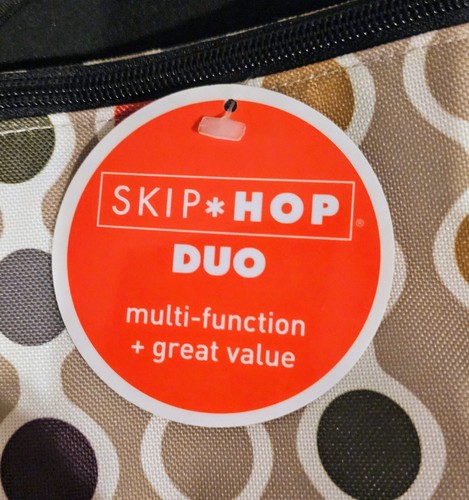 SKIP*HOP®
DUO
multi-function
+ great value